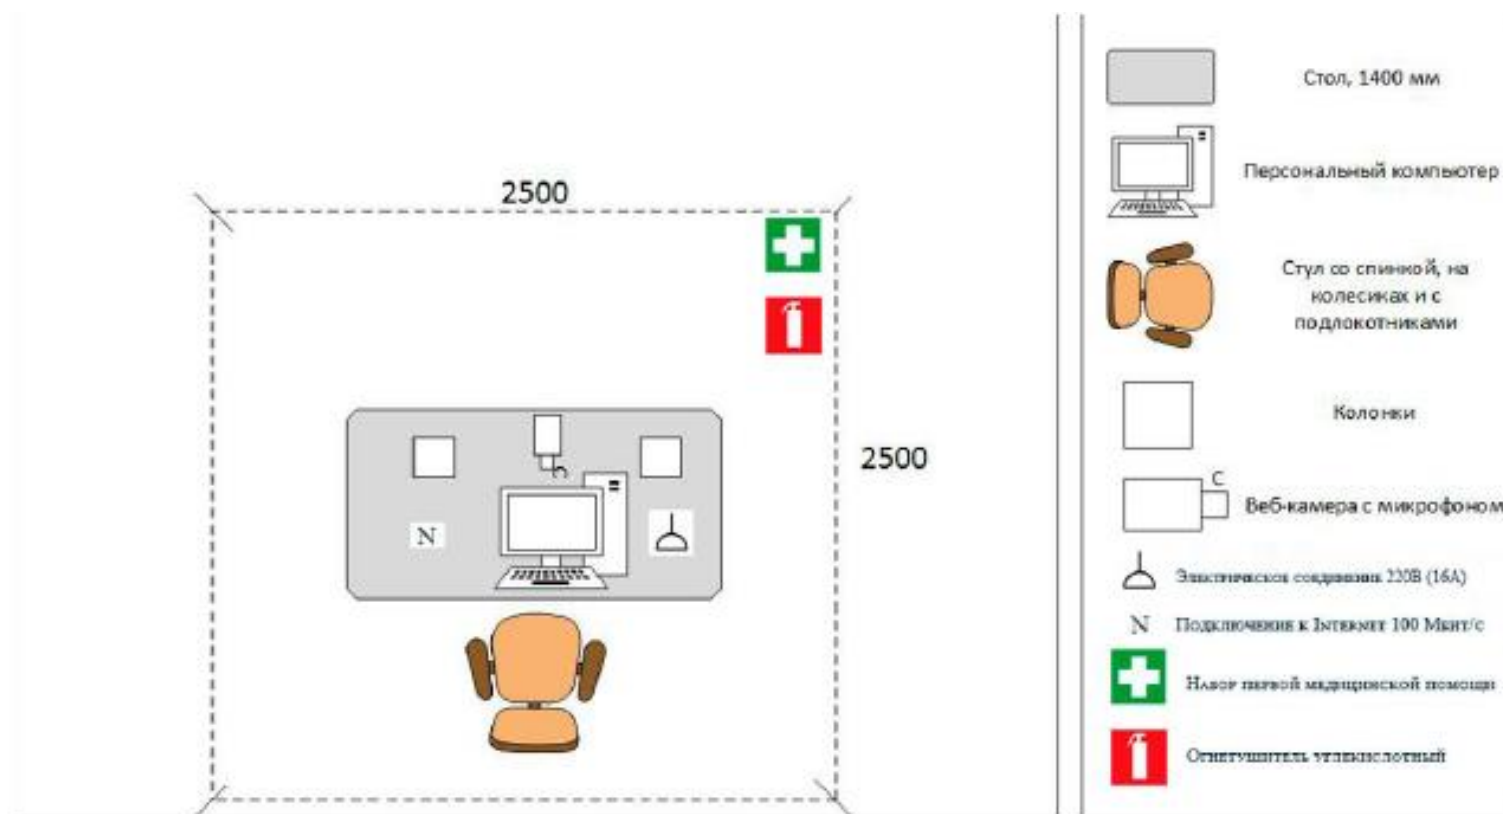 2500
2500
N
Стол, 1400 мм
Персональный компьютер
Стул со спинкой, на
колесиках и с
подлокотниками
Колонки
C
Веб-камера с микрофоном
Электрическое соединение 220В (16А)
N Подключение к Internet 100 Мбит/с
Набор первой медицинской помощи
Огнетушитель углекислотный